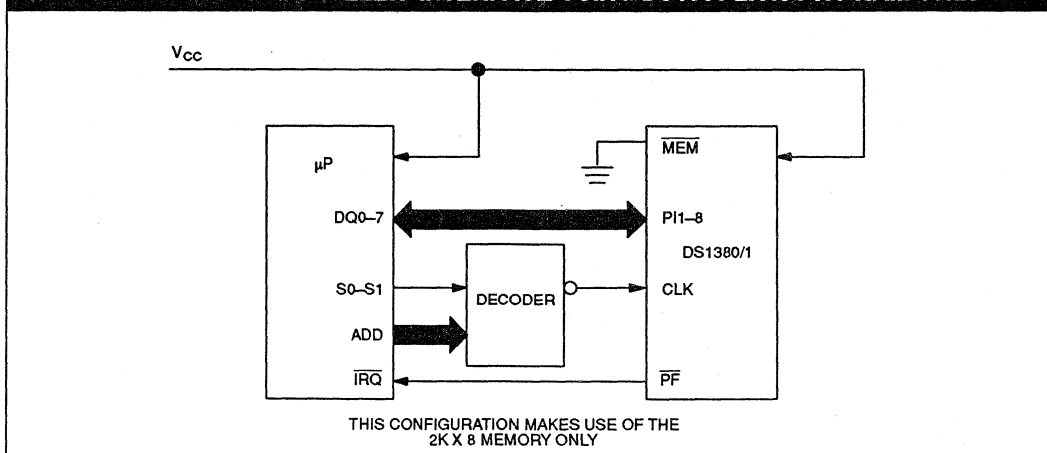 VCC
μP
MEM
DQ0–7
PI1–8
DS1380/1
S0–S1
DECODER
CLK
ADD
IRQ
PF
THIS CONFIGURATION MAKES USE OF THE
2K X 8 MEMORY ONLY